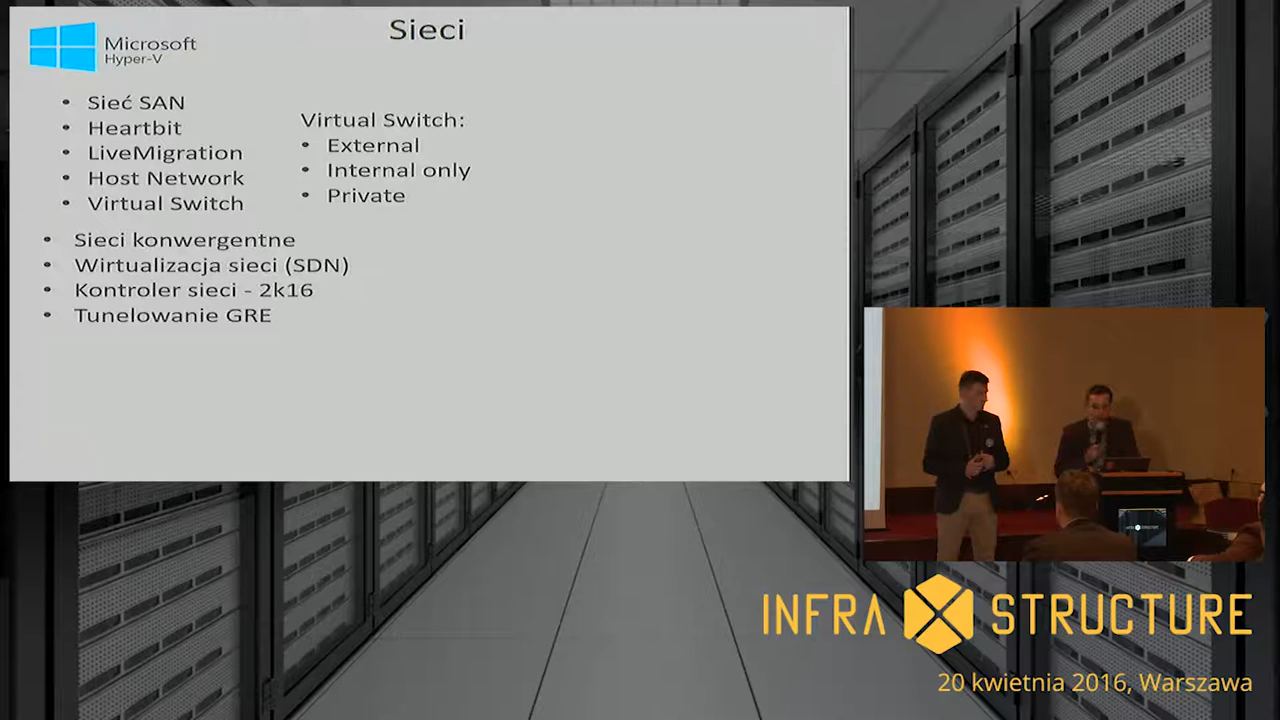 Sieci
Microsoft
Hyper-V
• Sieć SAN
• Heartbit
• LiveMigration
• Host Network
• Virtual Switch
Virtual Switch:
• External
• Internal only
• Private
• Sieci konwergentne
• Wirtualizacja sieci (SDN)
• Kontroler sieci - 2k16
• Tunelowanie GRE
INFRA STRUCTURE
20 kwietnia 2016, Warszawa